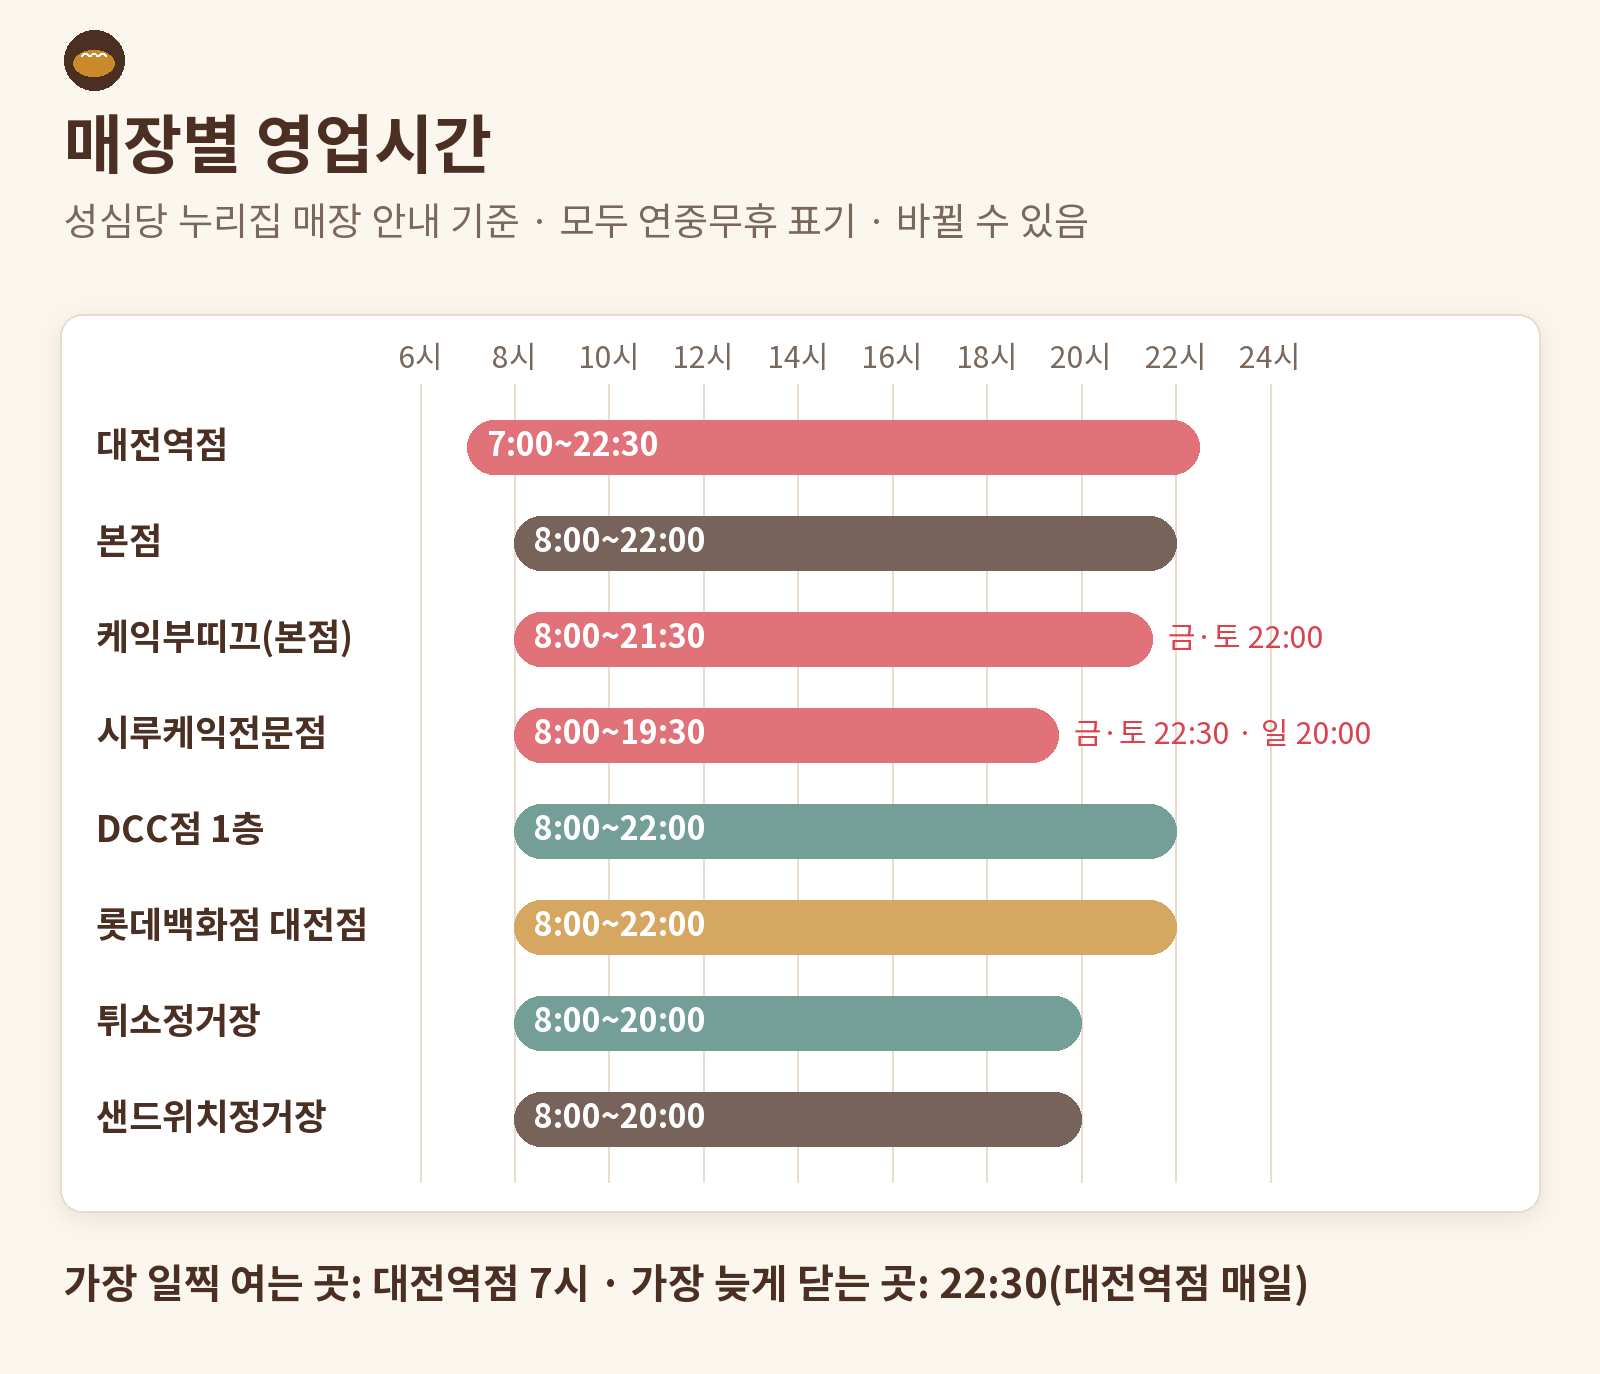 매장별 영업시간
성심당 누리집 매장 안내 기준 · 모두 연중무휴 표기 · 바뀔 수 있음
6시 8시 10시 12시 14시 16시 18시 20시 22시 24시
대전역점 7:00~22:30
본점 8:00~22:00
케익부띠끄(본점) 8:00~21:30 금·토 22:00
시루케익전문점 8:00~19:30 금·토 22:30 · 일 20:00
DCC점 1층 8:00~22:00
롯데백화점 대전점 8:00~22:00
튀소정거장 8:00~20:00
샌드위치정거장 8:00~20:00
가장 일찍 여는 곳: 대전역점 7시 · 가장 늦게 닫는 곳: 22:30(대전역점 매일)